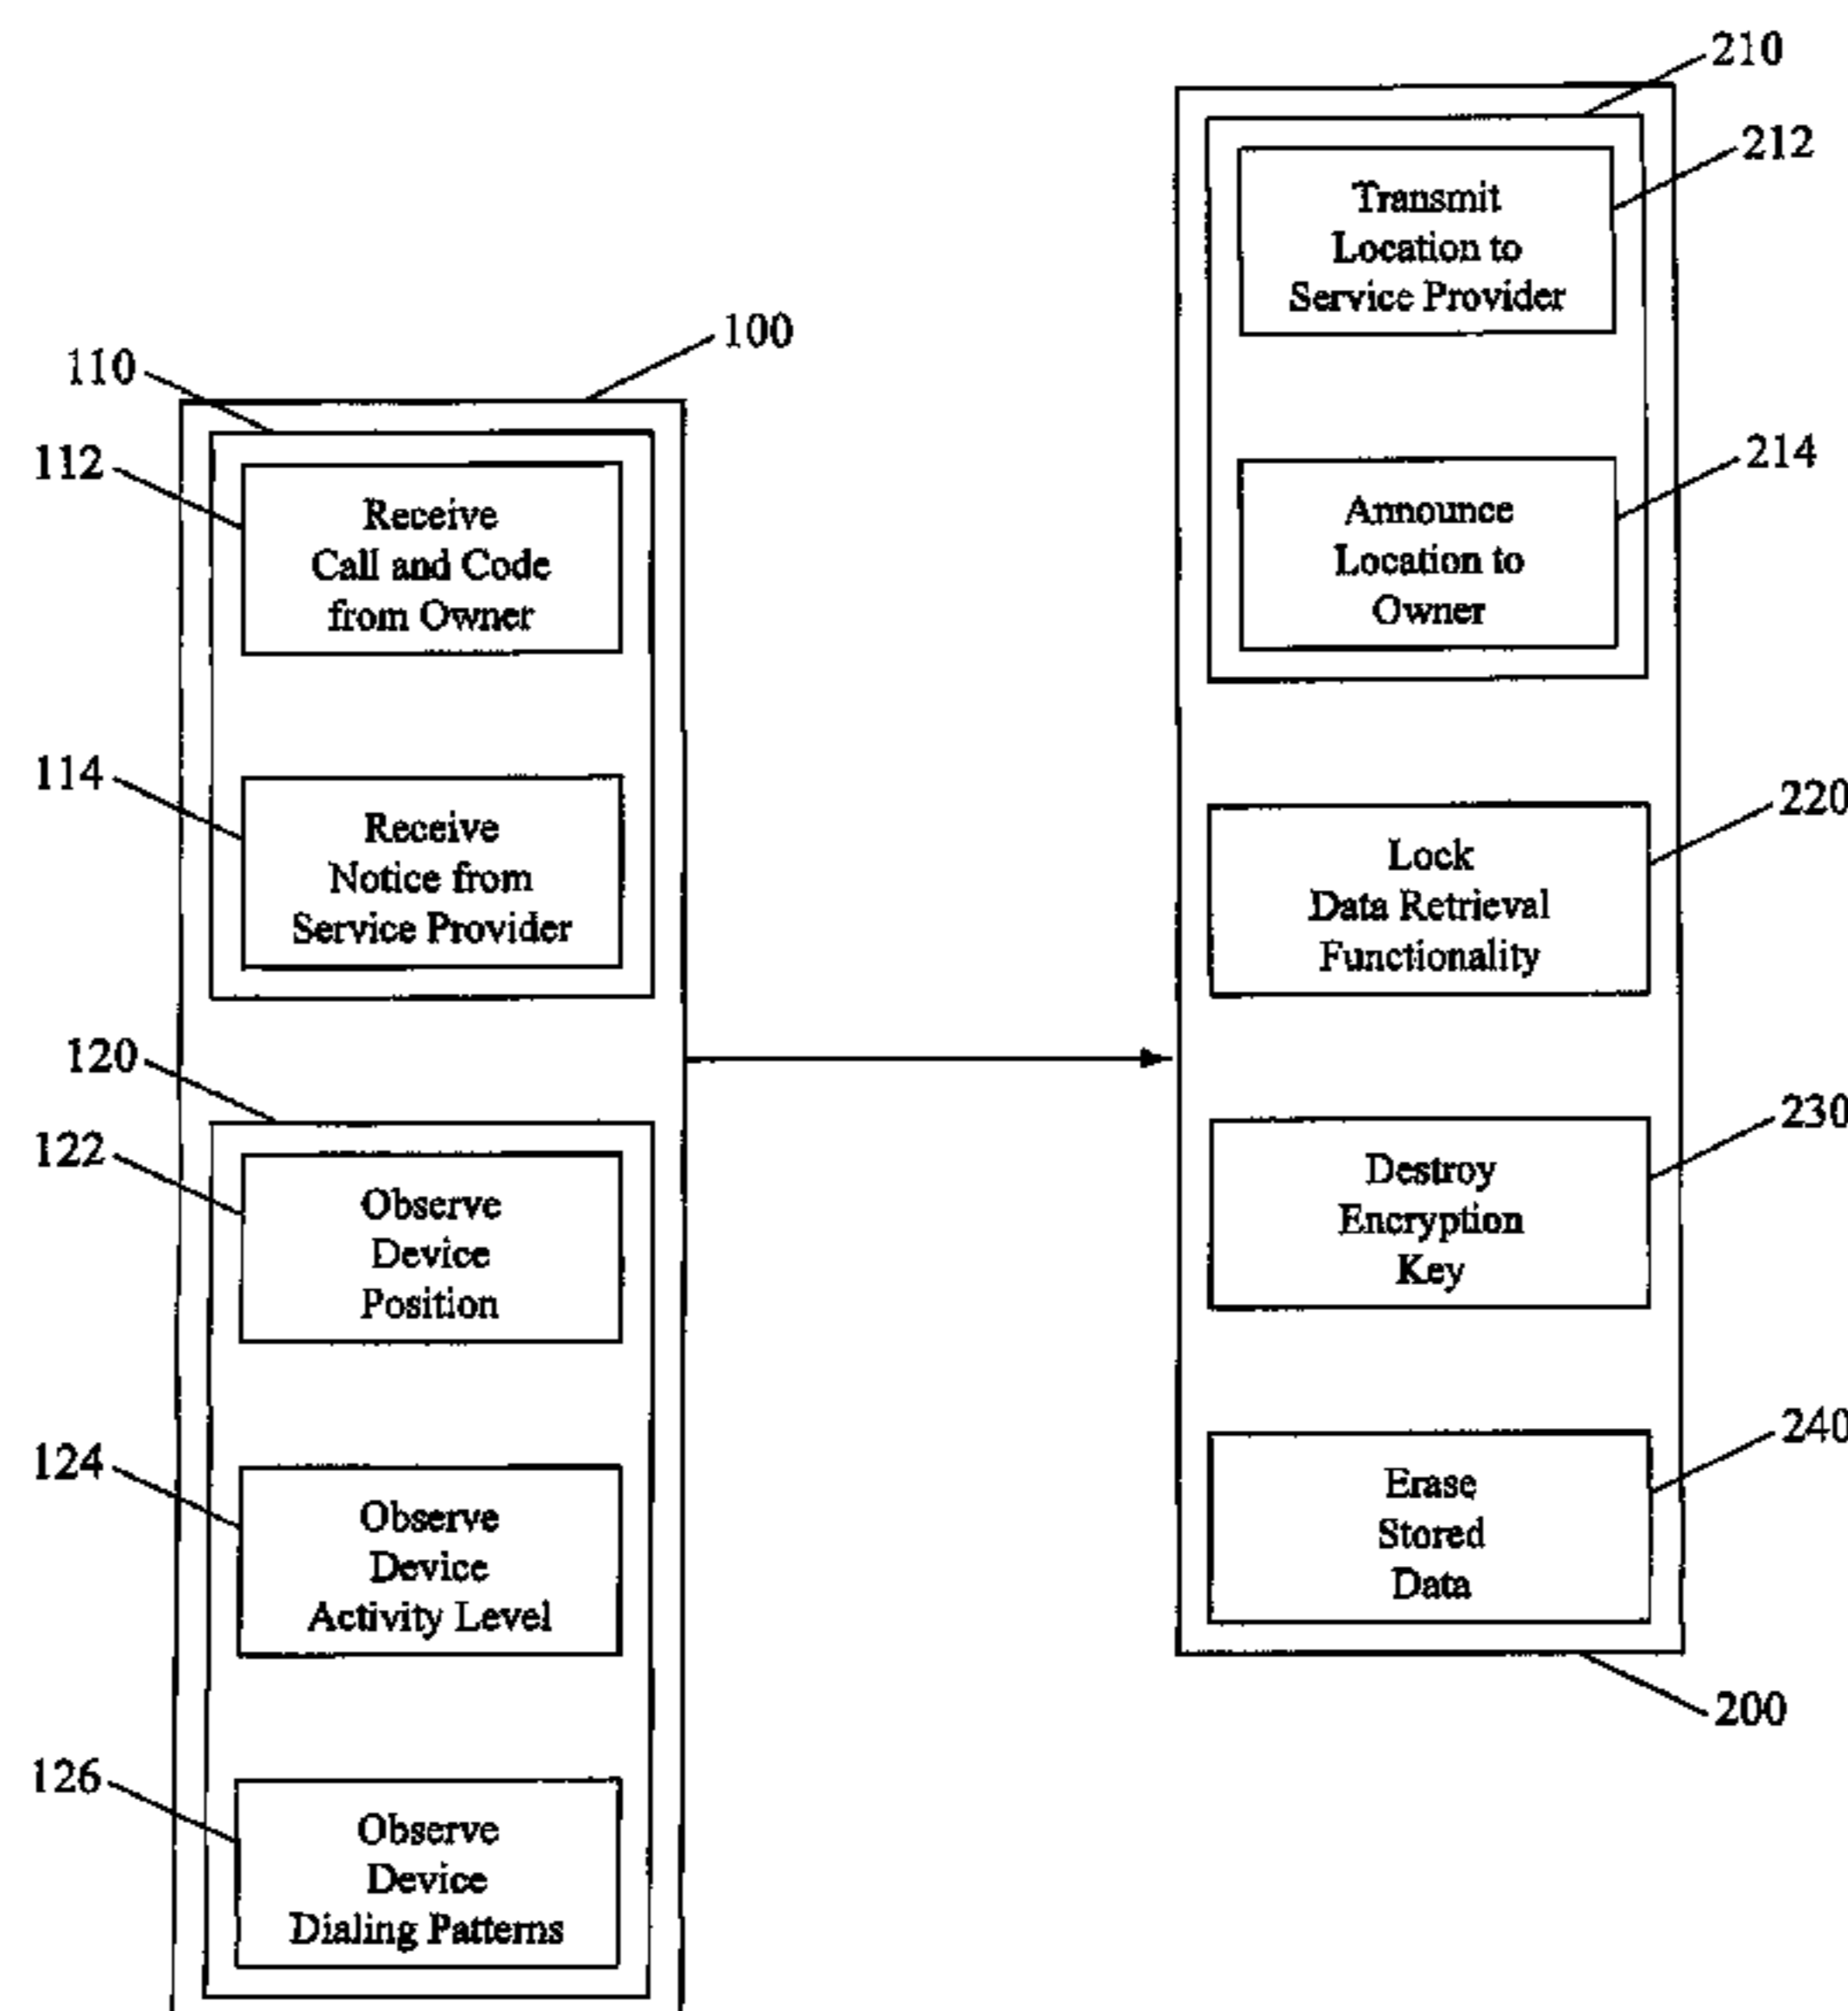 100
110
112
Receive
Call and Code
from Owner
114
Receive
Notice from
Service Provider
120
122
Observe
Device
Position
124
Observe
Device
Activity Level
126
Observe
Device
Dialing Patterns
210
212
Transmit
Location to
Service Provider
214
Announce
Location to
Owner
220
Lock
Data Retrieval
Functionality
230
Destroy
Encryption
Key
240
Erase
Stored
Data
200